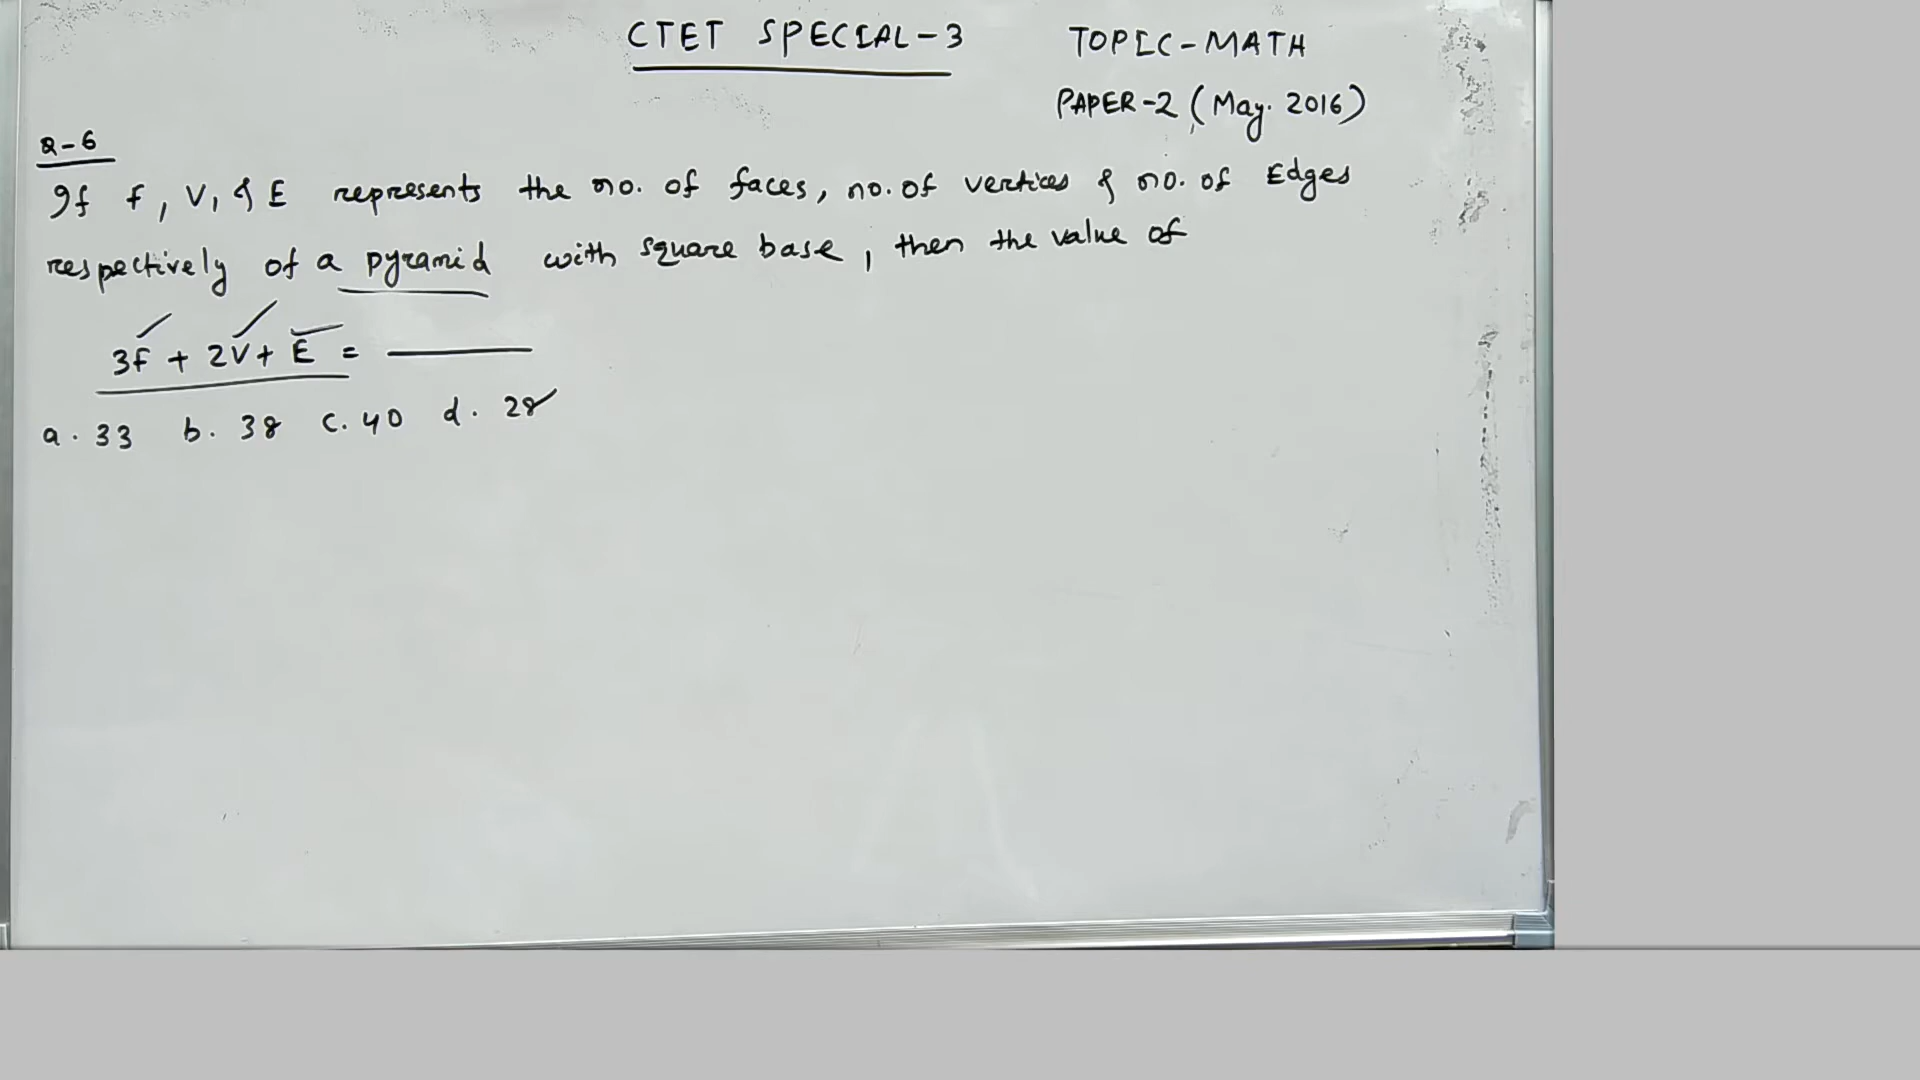 CTET SPECIAL-3
TOPIC-MATH
PAPER-2 (May. 2016)
Q-6
If F, V, & E represents the no. of faces, no. of vertices & no. of Edges
respectively of a pyramid with square base, then the value of
3F + 2V + E = ______
a. 33 b. 38 c. 40 d. 28